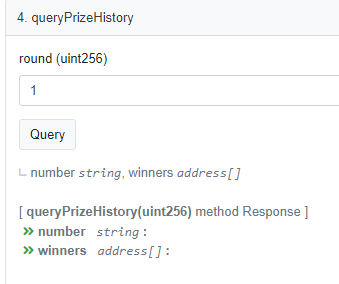 4. queryPrizeHistory
round (uint256)
1
Query
number string, winners address[]
[ queryPrizeHistory(uint256) method Response ]
number string :
winners address[] :